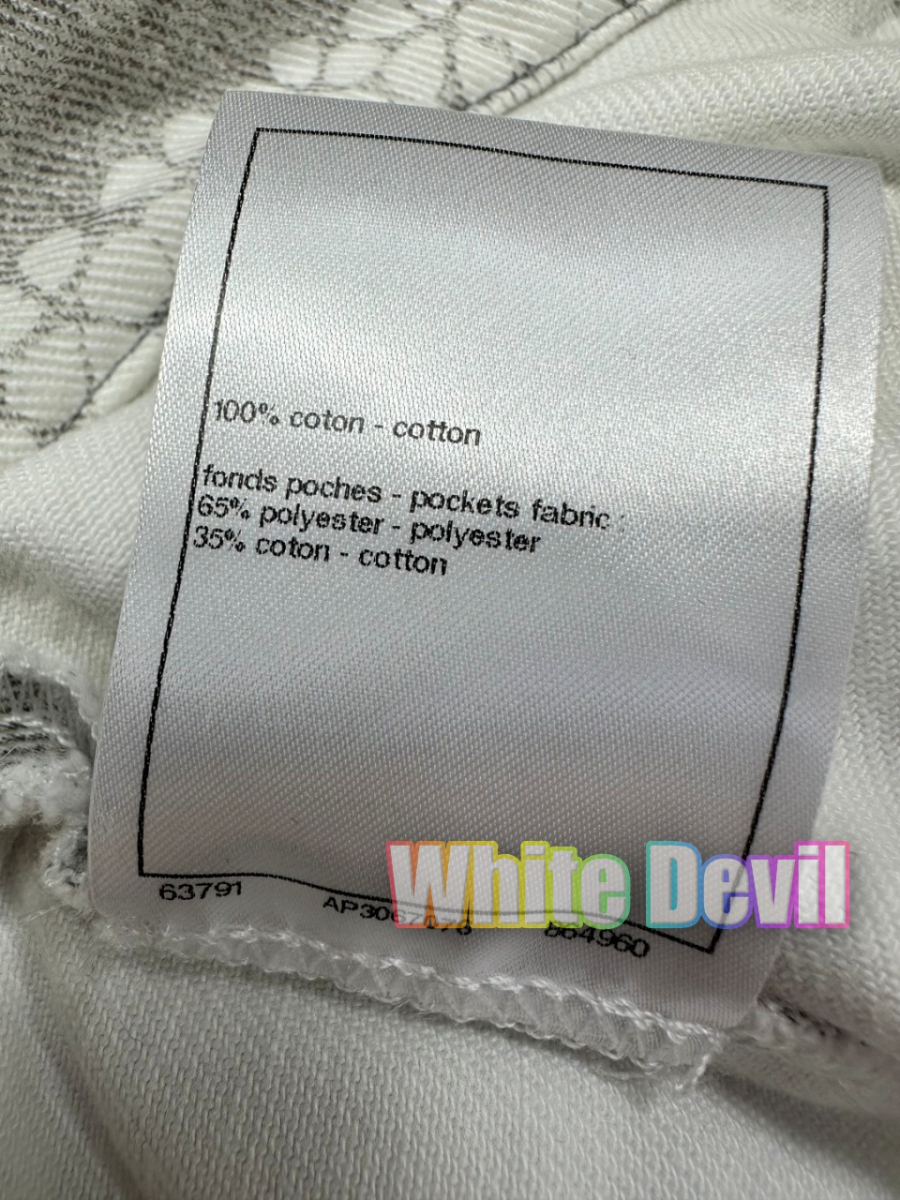 100% coton - cotton
fonds poches - pockets fabric :
65% polyester - polyester
35% coton - cotton
63791
White Devil